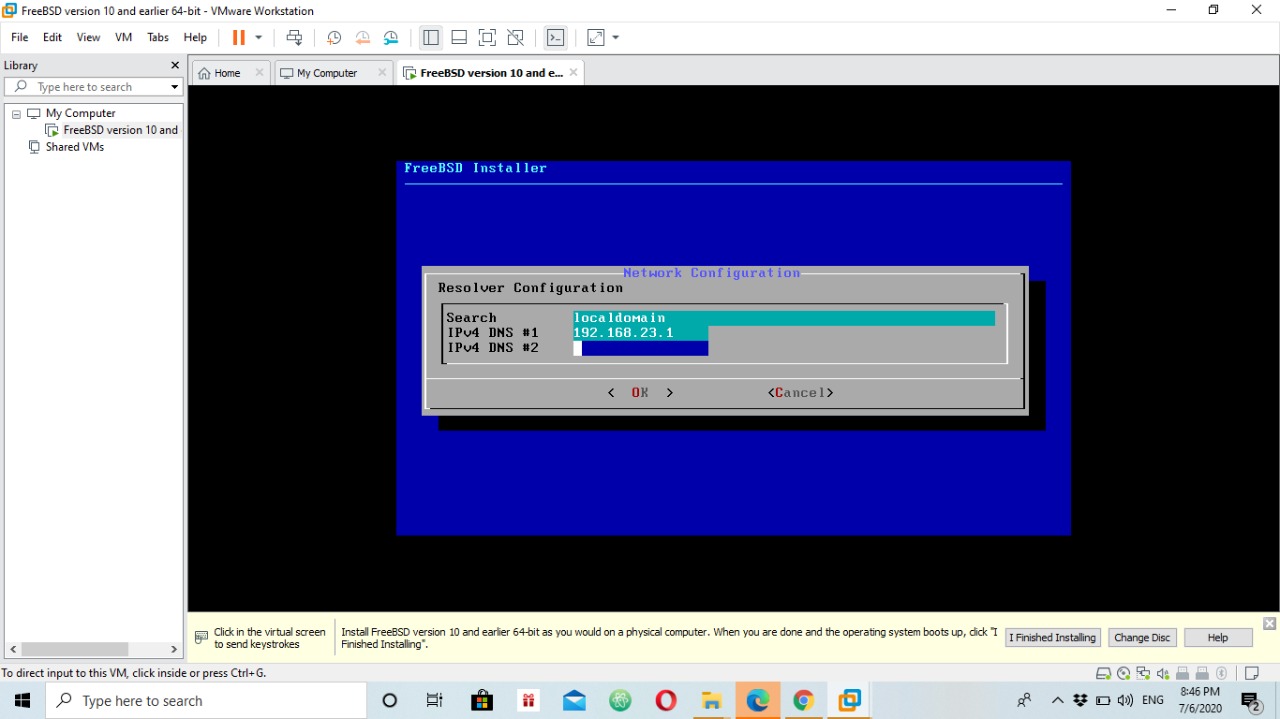 FreeBSD version 10 and earlier 64-bit - VMware Workstation
File Edit View VM Tabs Help
Library
Home
My Computer
FreeBSD version 10 and e...
Type here to search
My Computer
FreeBSD version 10 and
Shared VMs
FreeBSD Installer
Network Configuration
Resolver Configuration
Search localdomain
IPv4 DNS #1 192.168.23.1
IPv4 DNS #2
< OK > <Cancel>
Click in the virtual screen
to send keystrokes
Install FreeBSD version 10 and earlier 64-bit as you would on a physical computer. When you are done and the operating system boots up, click "I
Finished Installing".
I Finished Installing
Change Disc
Help
To direct input to this VM, click inside or press Ctrl+G.
Type here to search
ENG
8:46 PM
7/6/2020
2